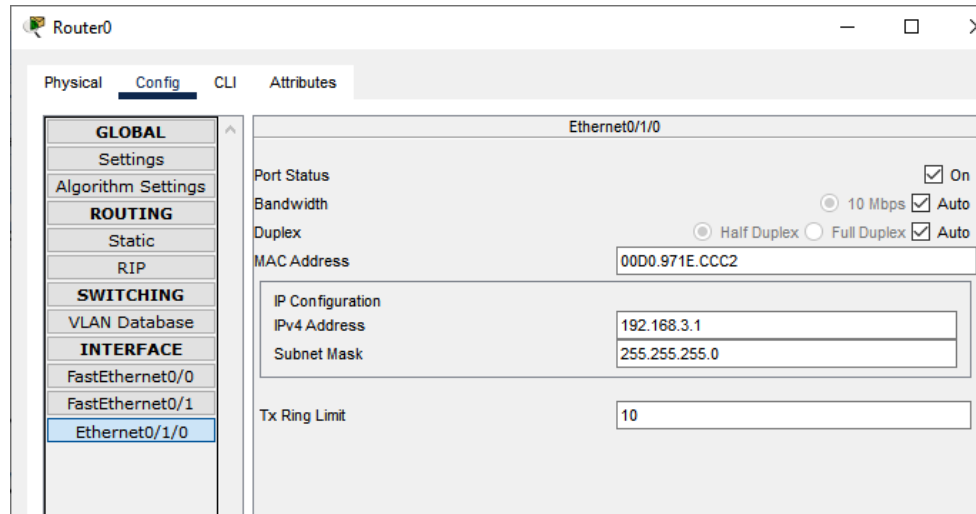 Router0
Physical Config CLI Attributes
GLOBAL
Settings
Algorithm Settings
ROUTING
Static
RIP
SWITCHING
VLAN Database
INTERFACE
FastEthernet0/0
FastEthernet0/1
Ethernet0/1/0
Ethernet0/1/0
Port Status On
Bandwidth 10 Mbps Auto
Duplex Half Duplex Full Duplex Auto
MAC Address 00D0.971E.CCC2
IP Configuration
IPv4 Address 192.168.3.1
Subnet Mask 255.255.255.0
Tx Ring Limit 10